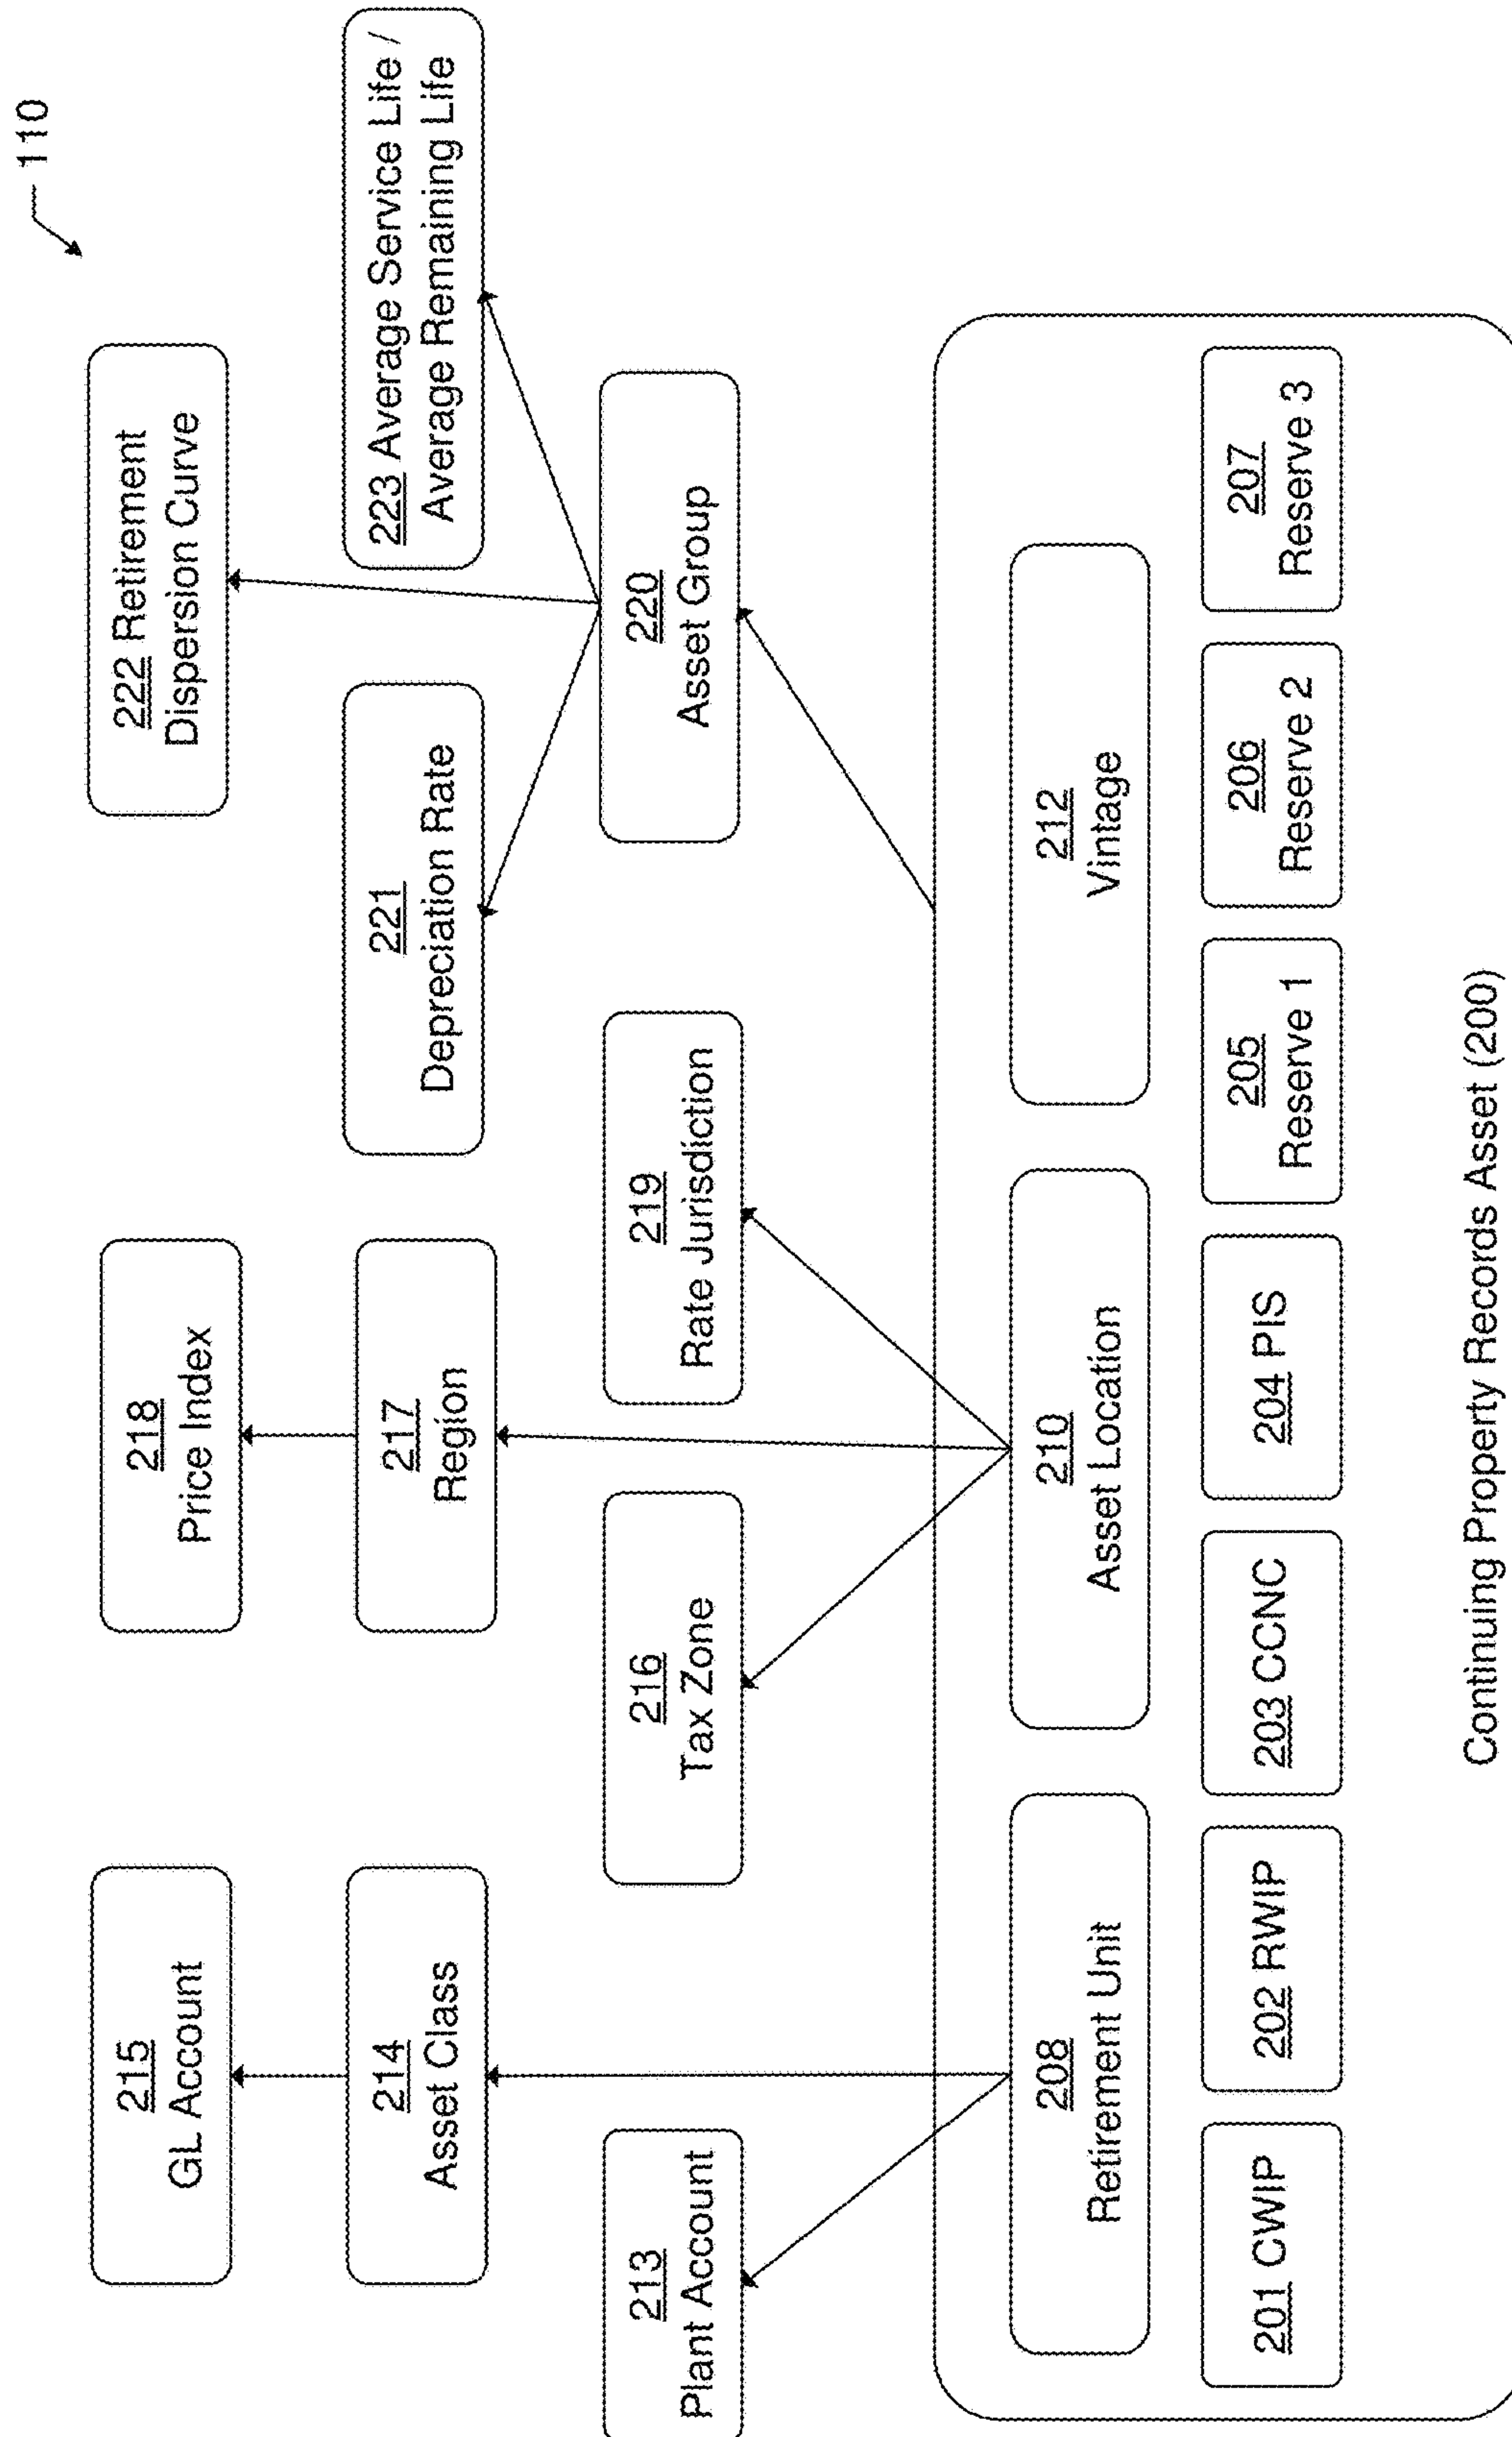 110
215
GL Account
218
Price Index
222 Retirement
Dispersion Curve
214
Asset Class
217
Region
221
Depreciation Rate
223 Average Service Life /
Average Remaining Life
213
Plant Account
216
Tax Zone
219
Rate Jurisdiction
220
Asset Group
208
Retirement Unit
210
Asset Location
212
Vintage
201 CWIP
202 RWIP
203 CCNC
204 PIS
205
Reserve 1
206
Reserve 2
207
Reserve 3
Continuing Property Records Asset (200)